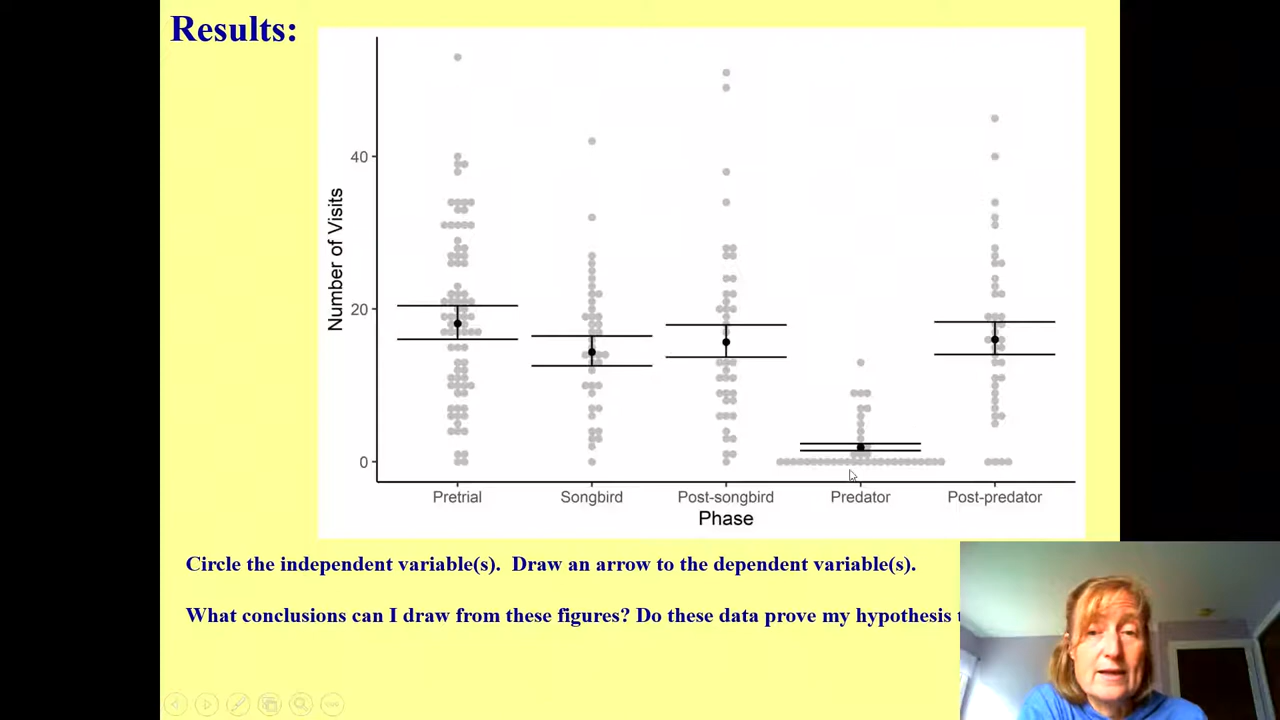 Results:
40
20
0
Number of Visits
Pretrial Songbird Post-songbird Predator Post-predator
Phase
Circle the independent variable(s). Draw an arrow to the dependent variable(s).
What conclusions can I draw from these figures? Do these data prove my hypothesis